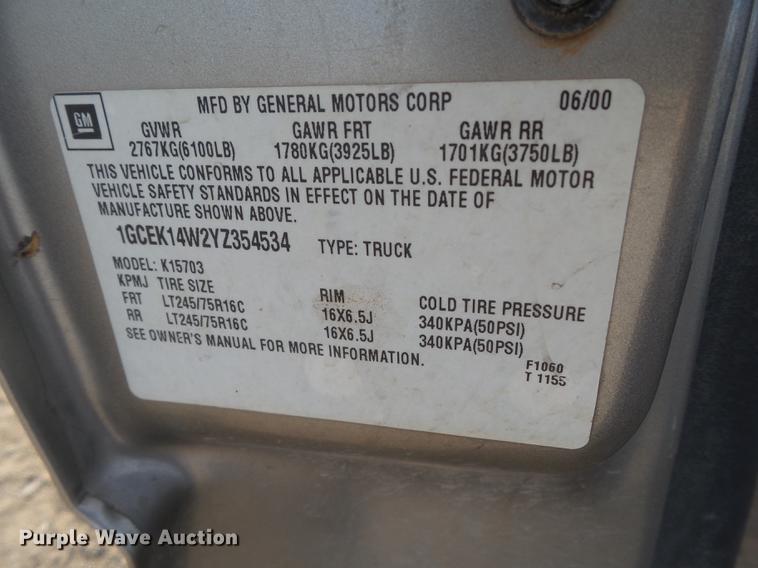 GM
MFD BY GENERAL MOTORS CORP 06/00
GVWR GAWR FRT GAWR RR
2767KG(6100LB) 1780KG(3925LB) 1701KG(3750LB)
THIS VEHICLE CONFORMS TO ALL APPLICABLE U.S. FEDERAL MOTOR
VEHICLE SAFETY STANDARDS IN EFFECT ON THE DATE OF
MANUFACTURE SHOWN ABOVE.
1GCEK14W2YZ354534 TYPE: TRUCK
MODEL: K15703
KPMJ TIRE SIZE RIM COLD TIRE PRESSURE
FRT LT245/75R16C 16X6.5J 340KPA(50PSI)
RR LT245/75R16C 16X6.5J 340KPA(50PSI)
SEE OWNER'S MANUAL FOR MORE INFORMATION.
F1060
T 1155
Purple Wave Auction